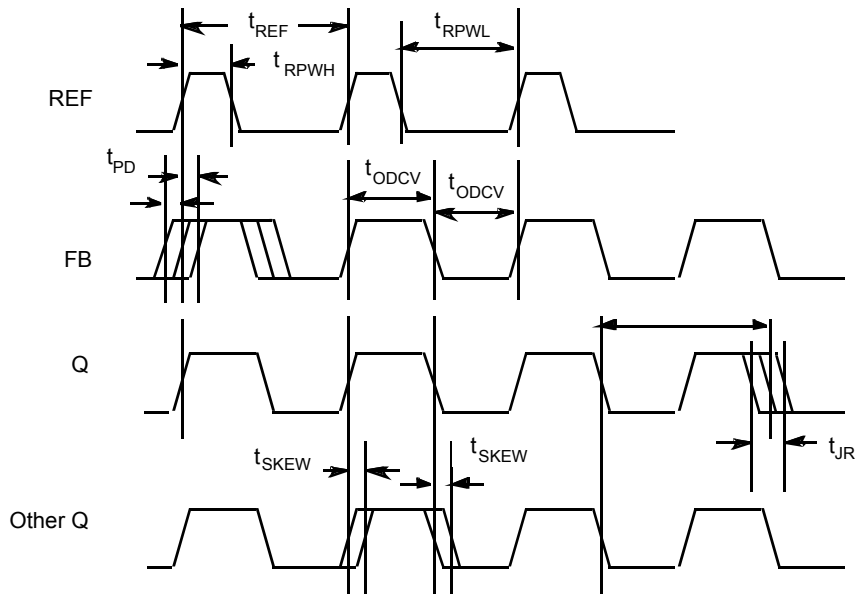 tREF
tRPWL
tRPWH
REF
tPD
tODCV
tODCV
FB
Q
tSKEW
tSKEW
tJR
Other Q